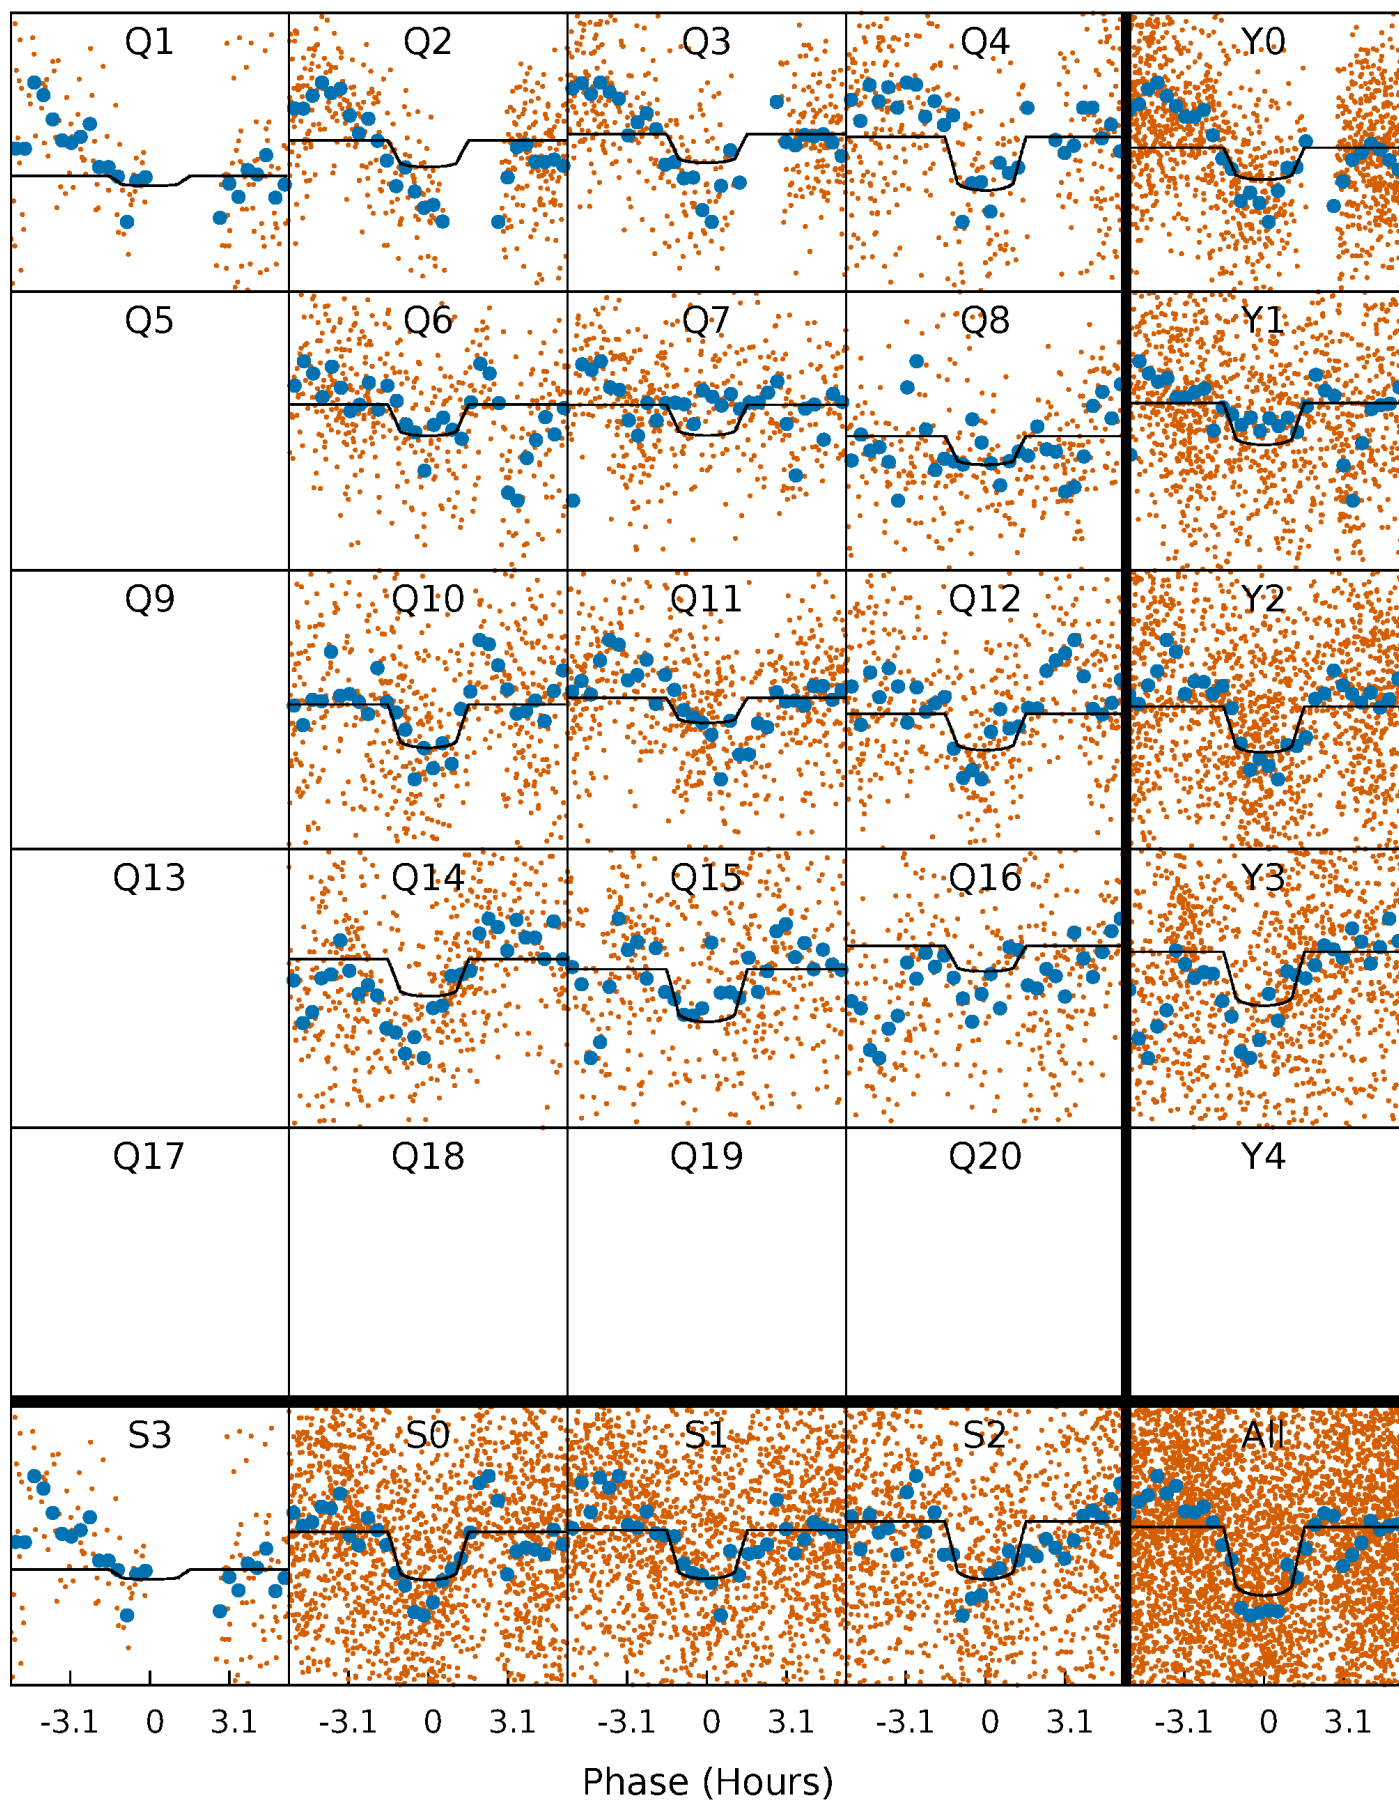 Q1 Q2 Q3 Q4 Y0
Q5 Q6 Q7 Q8 Y1
Q9 Q10 Q11 Q12 Y2
Q13 Q14 Q15 Q16 Y3
Q17 Q18 Q19 Q20 Y4
S3 S0 S1 S2 All
-3.1 0 3.1 -3.1 0 3.1 -3.1 0 3.1 -3.1 0 3.1 -3.1 0 3.1
Phase (Hours)